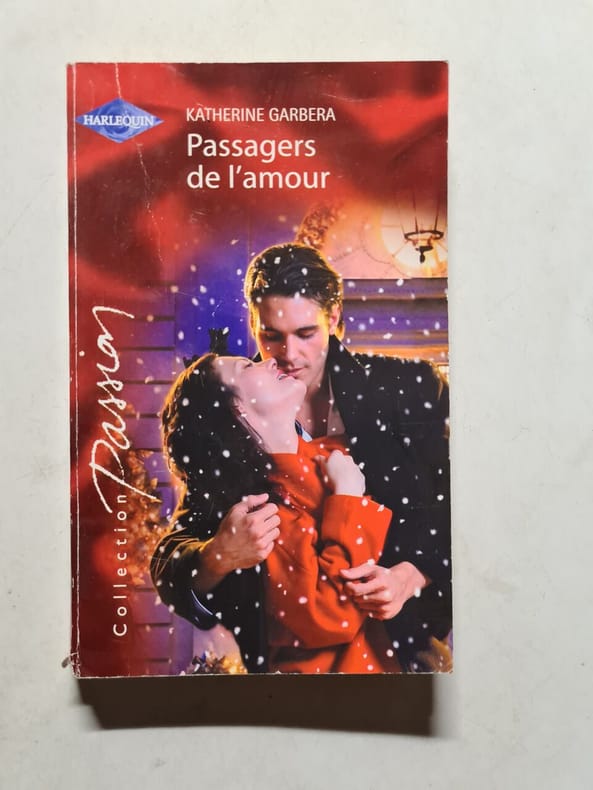 HARLEQUIN
KATHERINE GARBERA
Passagers
de l'amour
Collection Passion